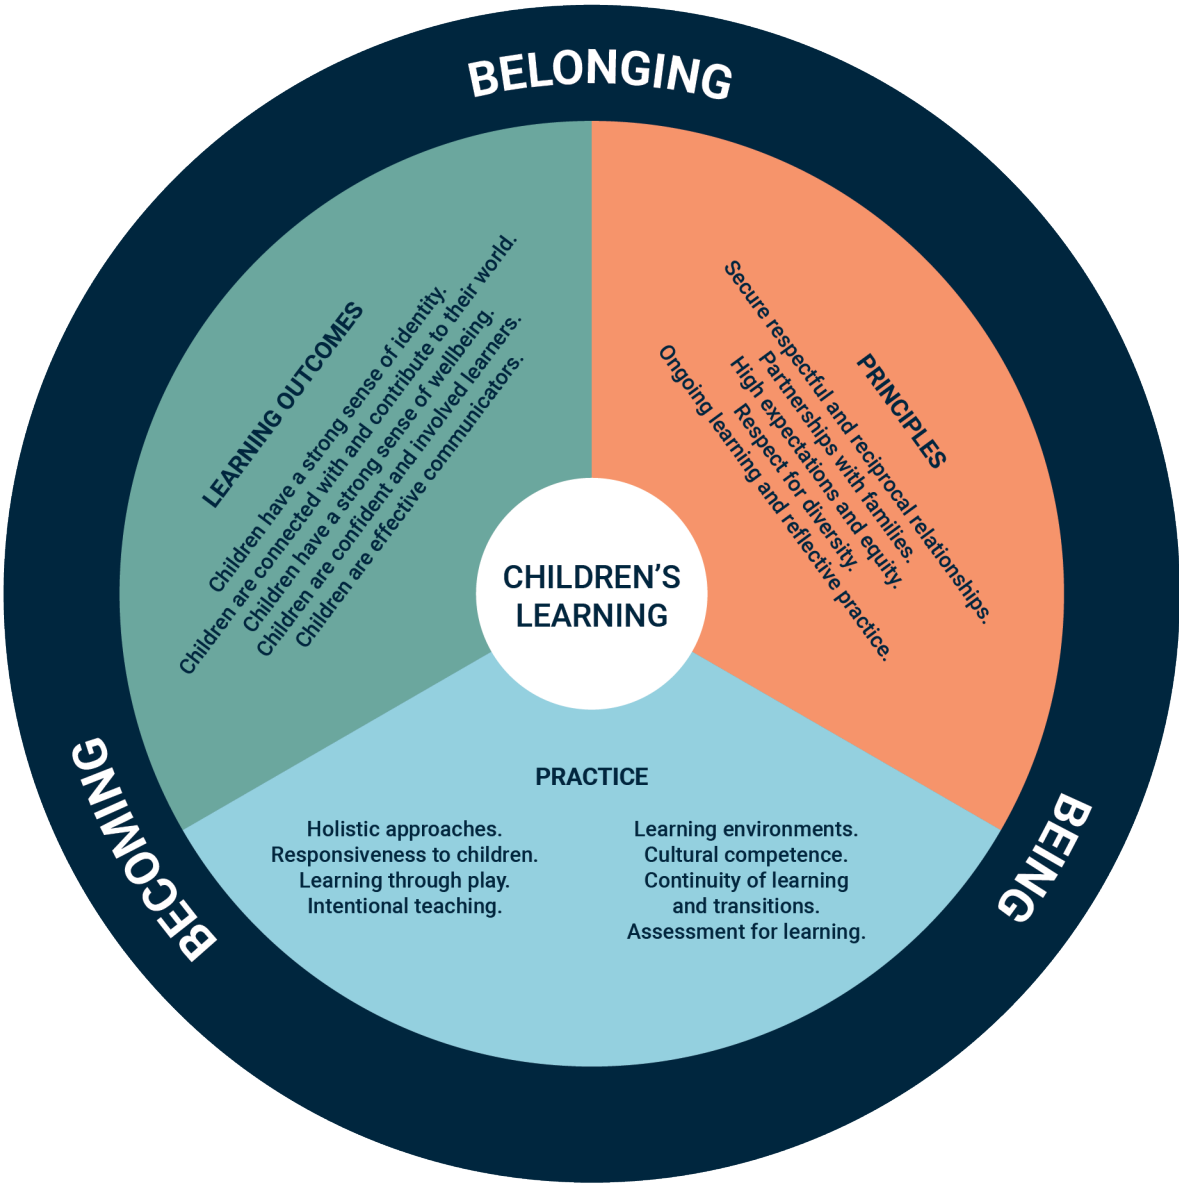 BELONGING
LEARNING OUTCOMES
Children have a strong sense of identity.
Children are connected with and contribute to their world.
Children have a strong sense of wellbeing.
Children are confident and involved learners.
Children are effective communicators.
PRINCIPLES
Secure respectful and reciprocal relationships.
Partnerships with families.
High expectations and equity.
Respect for diversity.
Ongoing learning and reflective practice.
CHILDREN’S
LEARNING
PRACTICE
Holistic approaches.
Responsiveness to children.
Learning through play.
Intentional teaching.
Learning environments.
Cultural competence.
Continuity of learning
and transitions.
Assessment for learning.
BECOMING
BEING